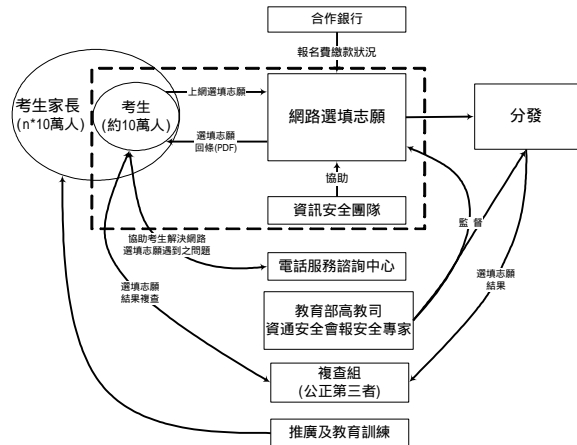 合作銀行
報名費繳款狀況
考生家長
(n*10萬人)
考生
(約10萬人)
上網選填志願
選填志願
回條(PDF)
網路選填志願
分發
協助
資訊安全團隊
監督
協助考生解決網路
選填志願遇到之問題
電話服務諮詢中心
選填志願
結果複查
選填志願
結果
教育部高教司
資通安全會報安全專家
複查組
(公正第三者)
推廣及教育訓練